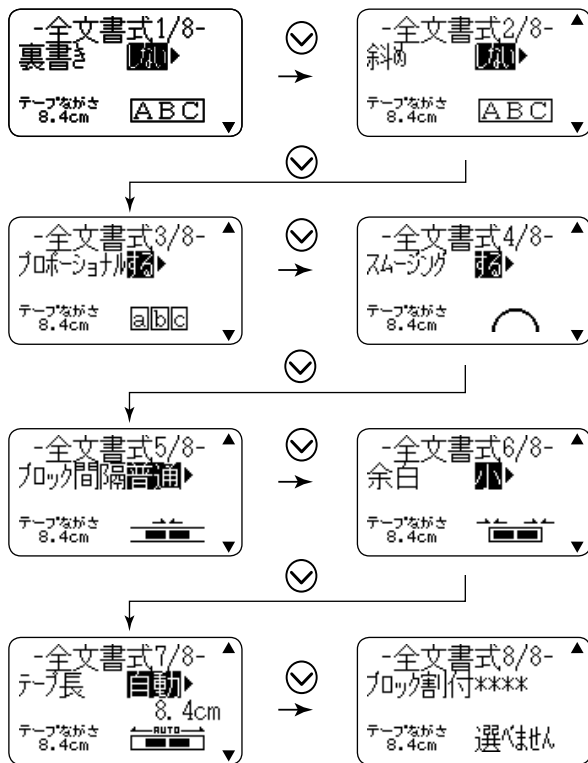 -全文書式1/8-
裏書き しない
テープながさ
8.4cm
ABC
-全文書式2/8-
斜め しない
テープながさ
8.4cm
ABC
-全文書式3/8-
プロポーショナル する
テープながさ
8.4cm
abc
-全文書式4/8-
スムージング する
テープながさ
8.4cm
-全文書式5/8-
ブロック間隔 普通
テープながさ
8.4cm
-全文書式6/8-
余白 小
テープながさ
8.4cm
-全文書式7/8-
テープ長 自動
8.4cm
テープながさ
8.4cm
AUTO
-全文書式8/8-
ブロック割付****
テープながさ
8.4cm
選べません